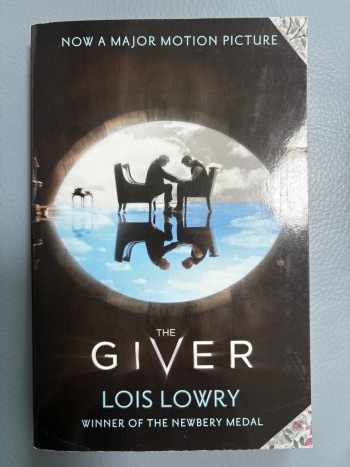 NOW A MAJOR MOTION PICTURE
THE
GIVER
LOIS LOWRY
WINNER OF THE NEWBERY MEDAL